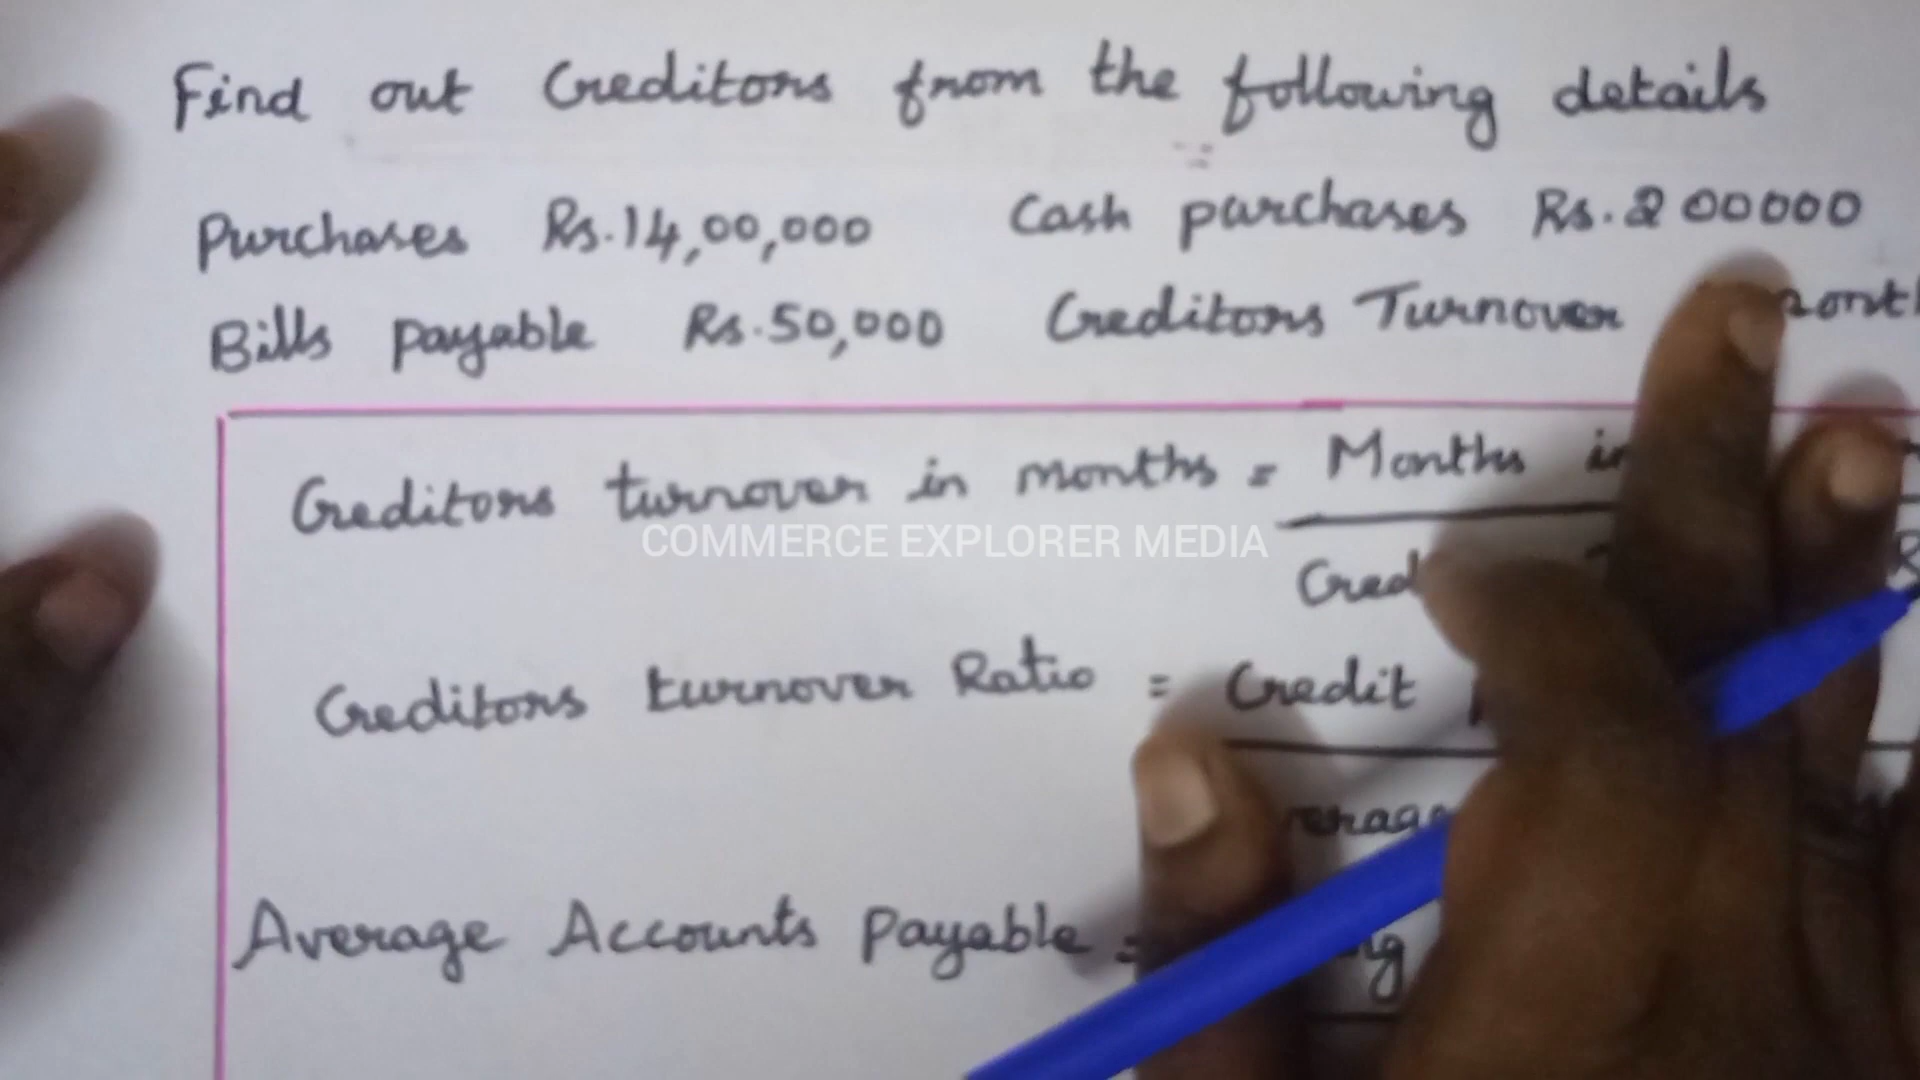 Find out Creditors from the following details
Purchases Rs.14,00,000 Cash purchases Rs.200000
Bills payable Rs.50,000 Creditors Turnover
Creditors turnover in months = Months
COMMERCE EXPLORER MEDIA
Creditors turnover Ratio = Credit
Average Accounts Payable =